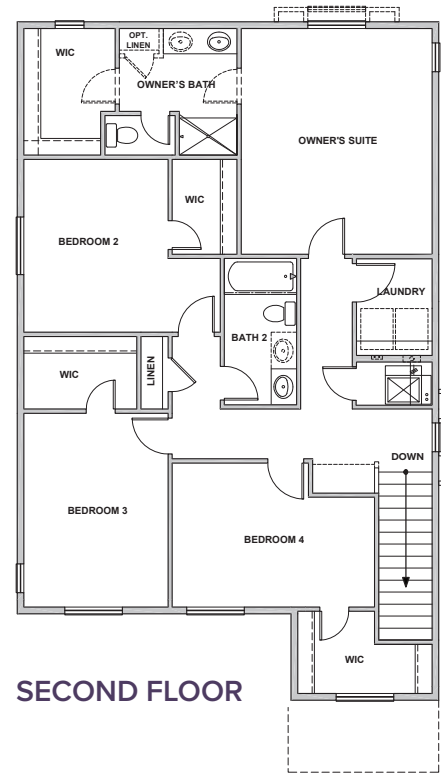 WIC
OPT.
LINEN
OWNER'S BATH
OWNER'S SUITE
WIC
BEDROOM 2
LAUNDRY
BATH 2
WIC
LINEN
DOWN
BEDROOM 3
BEDROOM 4
WIC
SECOND FLOOR